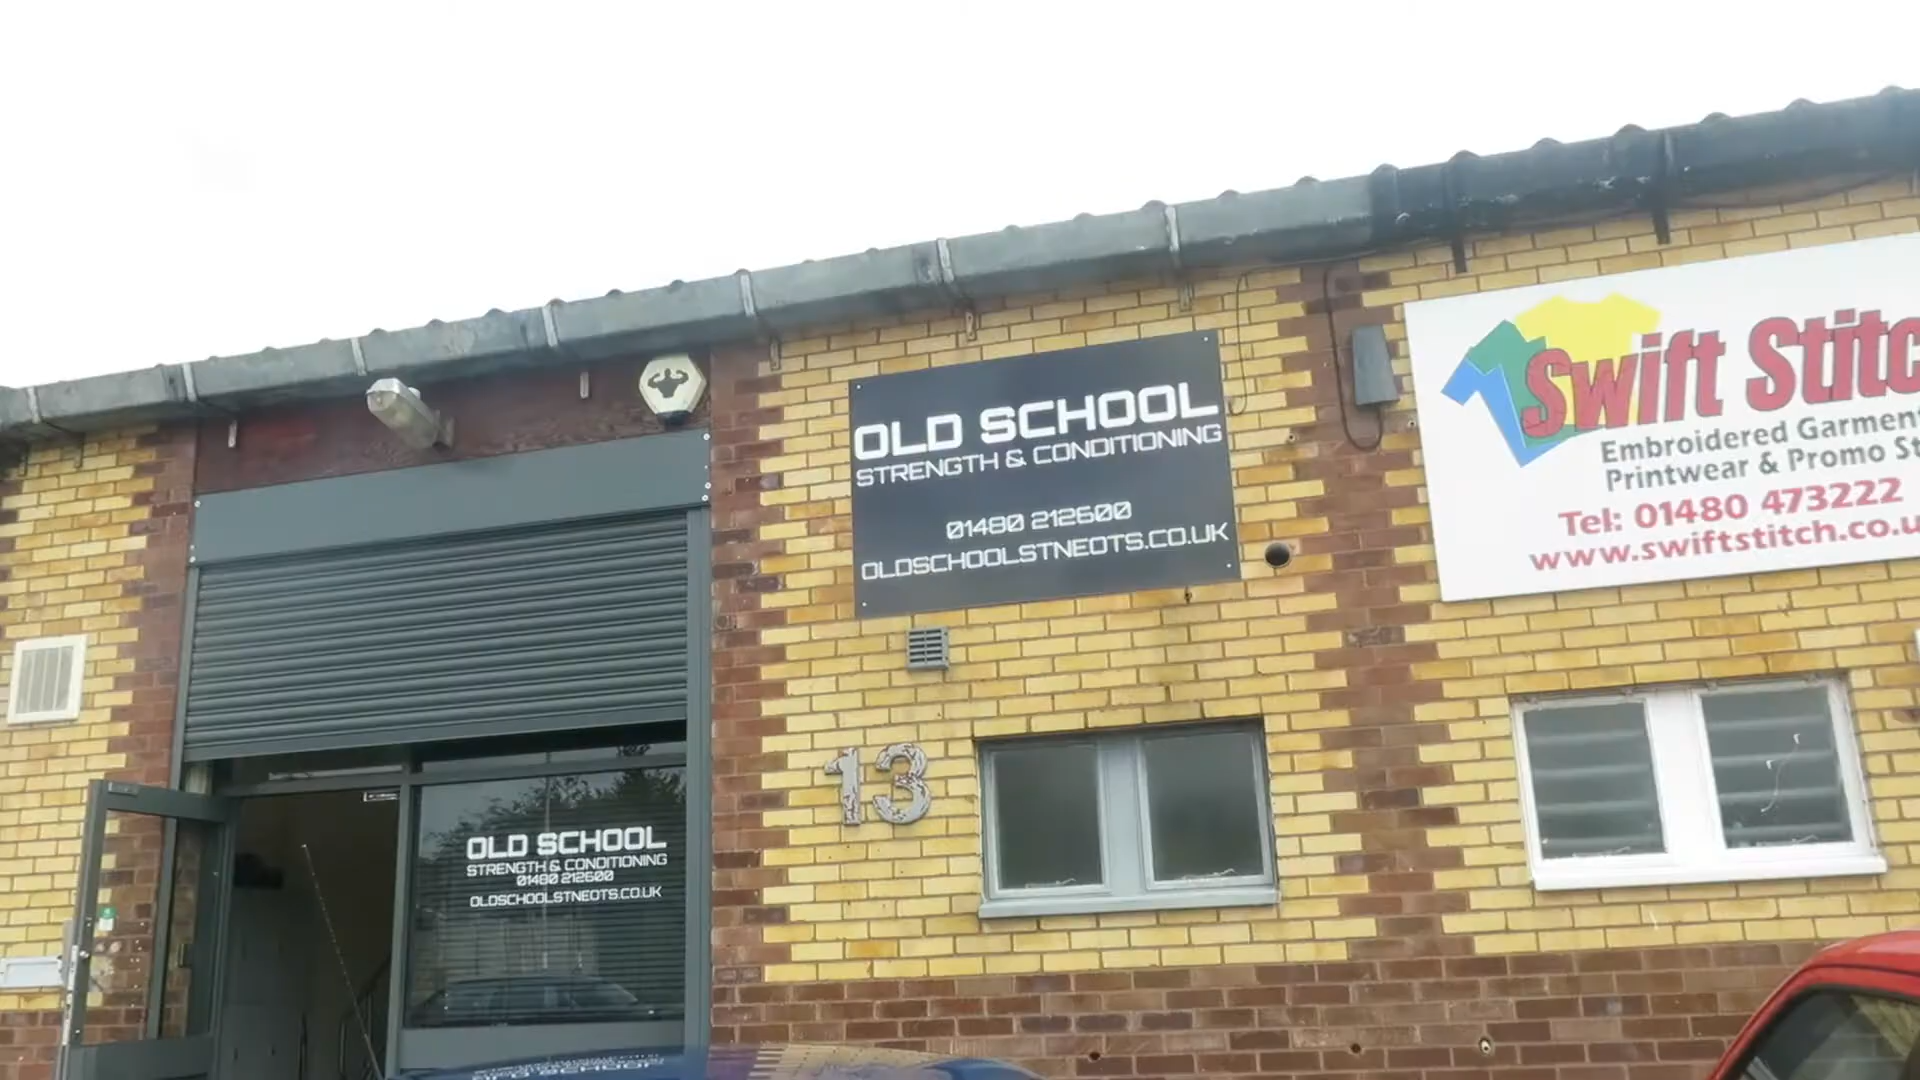 OLD SCHOOL
STRENGTH & CONDITIONING
01480 212600
OLDSCHOOLSTNEOTS.CO.UK
Swift Stitc
Embroidered Garment
Printwear & Promo St
Tel: 01480 473222
www.swiftstitch.co.u
13
OLD SCHOOL
STRENGTH & CONDITIONING
01480 212600
OLDSCHOOLSTNEOTS.CO.UK